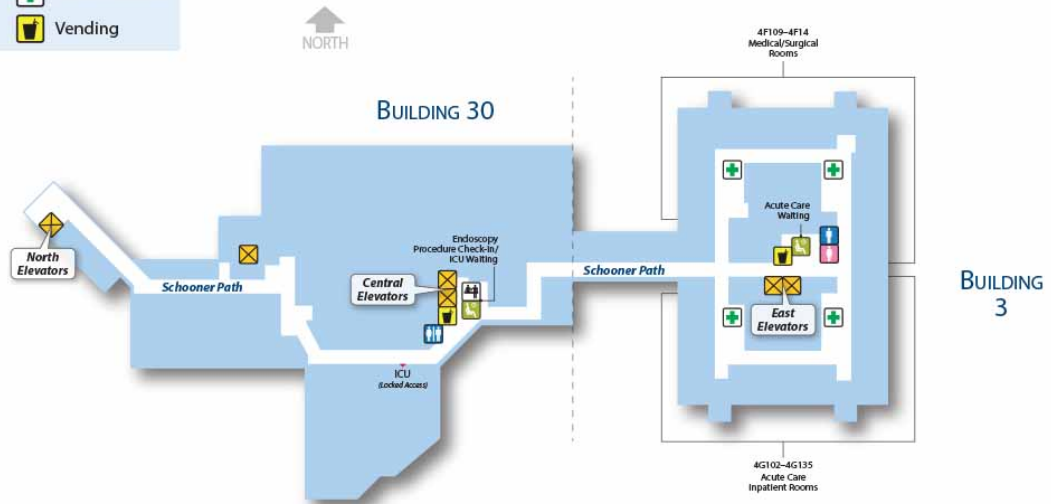 Vending
NORTH
4F109–4F14
Medical/Surgical
Rooms
BUILDING 30
Acute Care
Waiting
North
Elevators
Endoscopy
Procedure Check-in/
ICU Waiting
Schooner Path
Central
Elevators
Schooner Path
BUILDING
3
East
Elevators
ICU
(Locked Access)
4G102–4G135
Acute Care
Inpatient Rooms